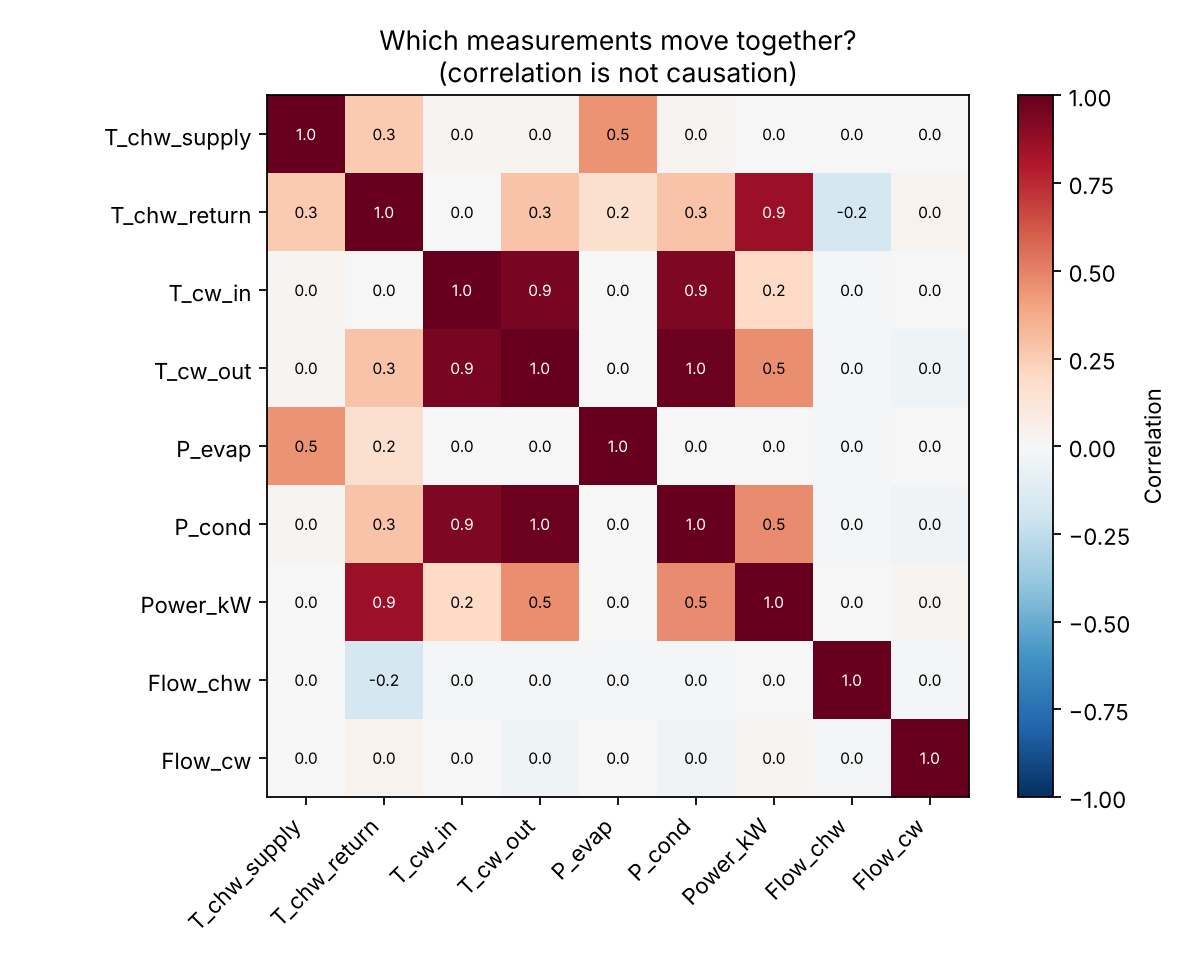 Which measurements move together?
(correlation is not causation)
T_chw_supply 1.0 0.3 0.0 0.0 0.5 0.0 0.0 0.0 0.0
T_chw_return 0.3 1.0 0.0 0.3 0.2 0.3 0.9 -0.2 0.0
T_cw_in 0.0 0.0 1.0 0.9 0.0 0.9 0.2 0.0 0.0
T_cw_out 0.0 0.3 0.9 1.0 0.0 1.0 0.5 0.0 0.0
P_evap 0.5 0.2 0.0 0.0 1.0 0.0 0.0 0.0 0.0
P_cond 0.0 0.3 0.9 1.0 0.0 1.0 0.5 0.0 0.0
Power_kW 0.0 0.9 0.2 0.5 0.0 0.5 1.0 0.0 0.0
Flow_chw 0.0 -0.2 0.0 0.0 0.0 0.0 0.0 1.0 0.0
Flow_cw 0.0 0.0 0.0 0.0 0.0 0.0 0.0 0.0 1.0
T_chw_supply T_chw_return T_cw_in T_cw_out P_evap P_cond Power_kW Flow_chw Flow_cw
1.00
0.75
0.50
0.25
0.00
−0.25
−0.50
−0.75
−1.00
Correlation